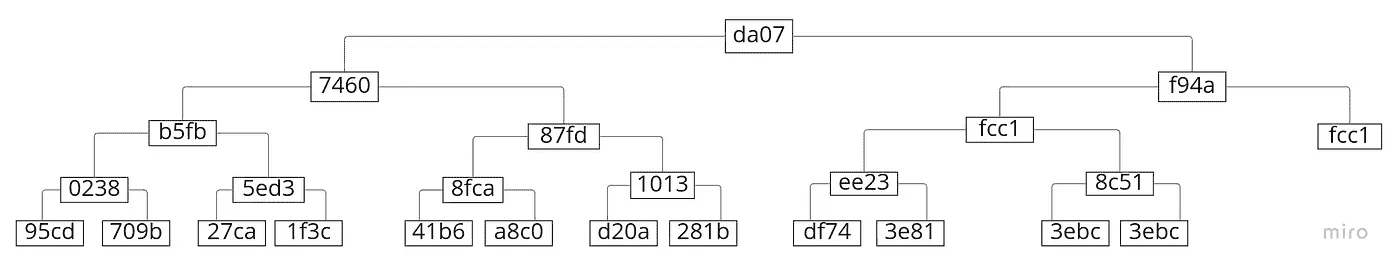 da07
7460 f94a
b5fb 87fd fcc1 fcc1
0238 5ed3 8fca 1013 ee23 8c51
95cd 709b 27ca 1f3c 41b6 a8c0 d20a 281b df74 3e81 3ebc 3ebc
miro